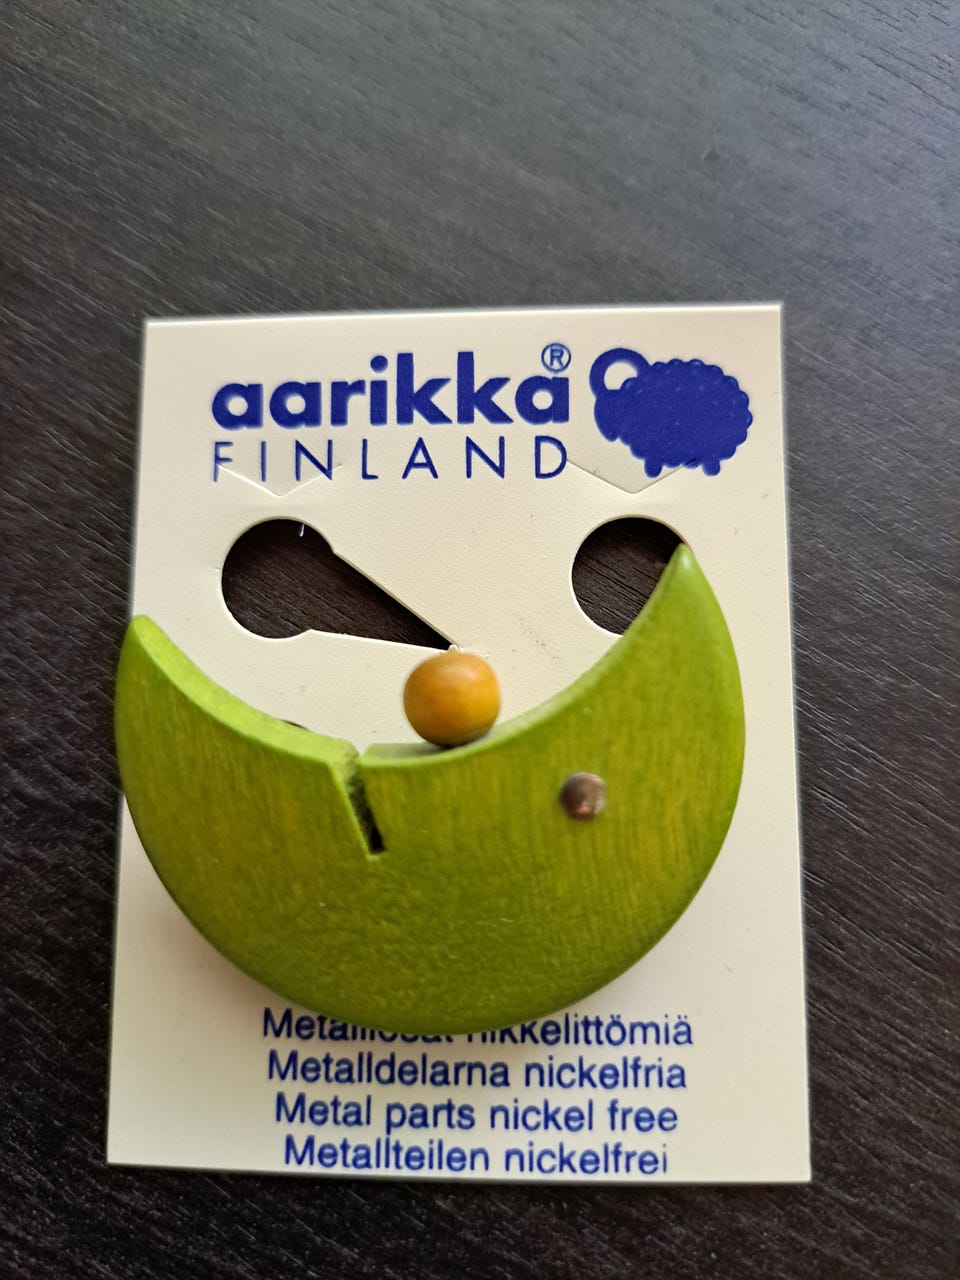 aarikka®
FINLAND
Metalliosat nikkelittömiä
Metalldelarna nickelfria
Metal parts nickel free
Metallteilen nickelfrei